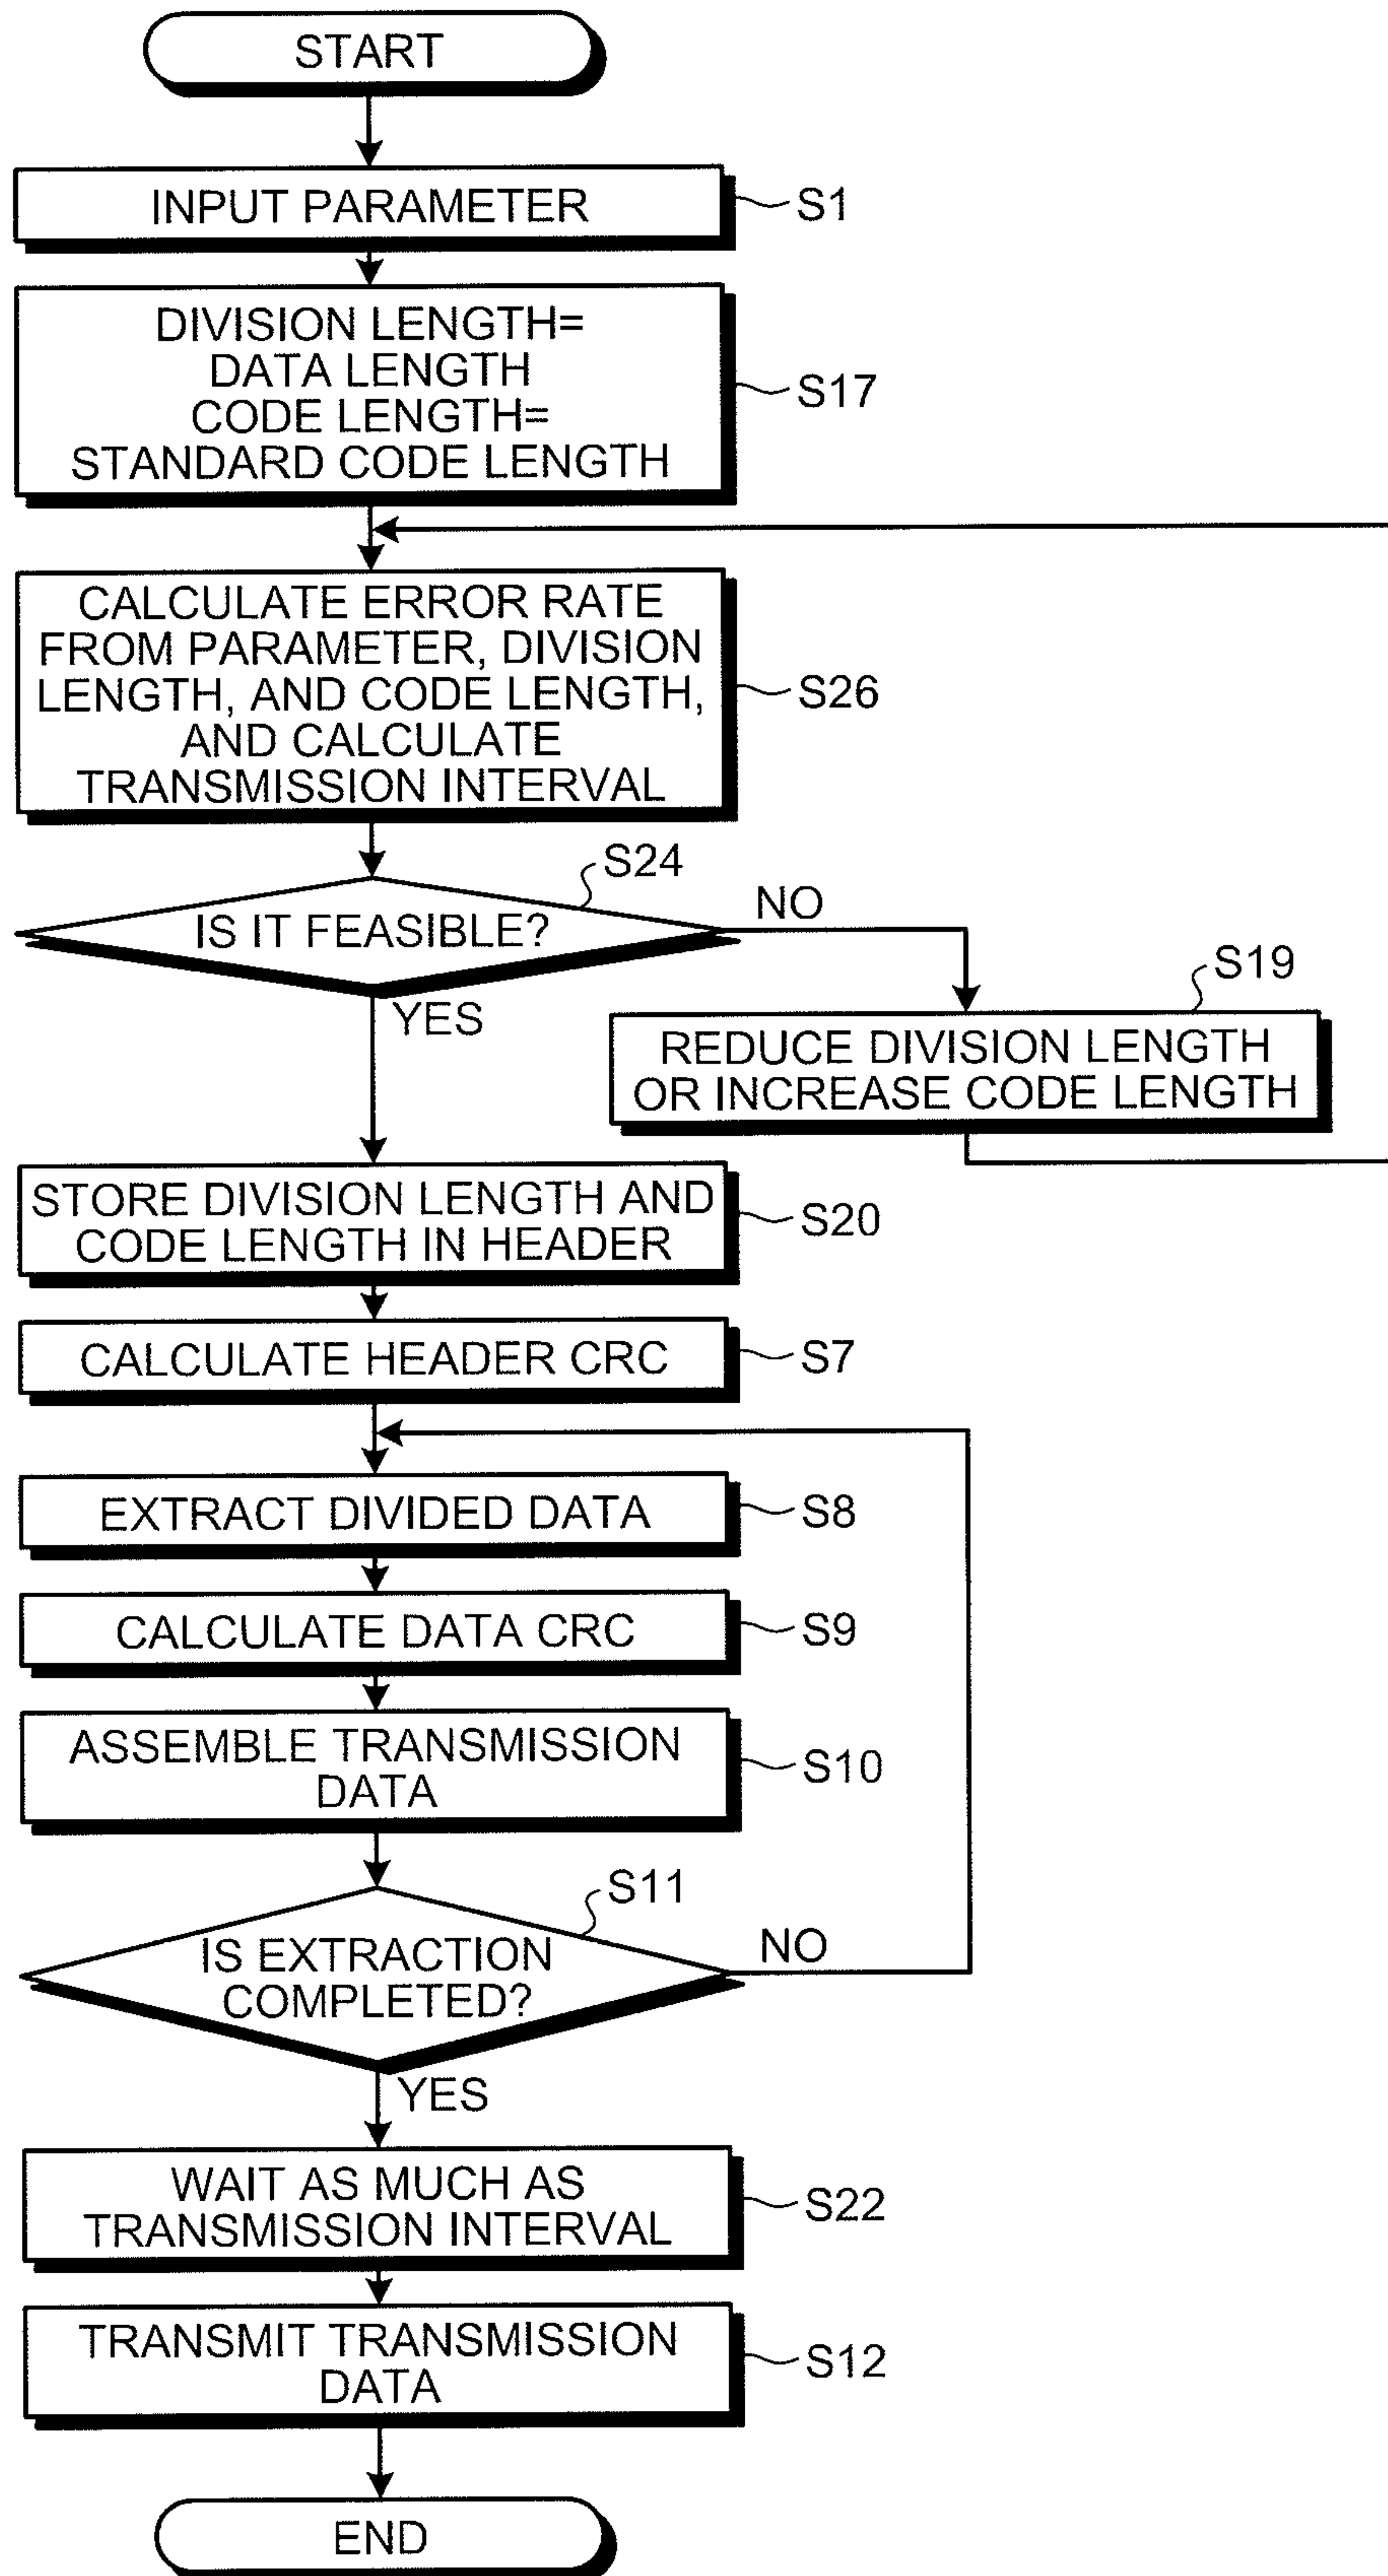 START
INPUT PARAMETER
S1
DIVISION LENGTH=
DATA LENGTH
CODE LENGTH=
STANDARD CODE LENGTH
S17
CALCULATE ERROR RATE
FROM PARAMETER, DIVISION
LENGTH, AND CODE LENGTH,
AND CALCULATE
TRANSMISSION INTERVAL
S26
S24
IS IT FEASIBLE?
NO
YES
S19
REDUCE DIVISION LENGTH
OR INCREASE CODE LENGTH
STORE DIVISION LENGTH AND
CODE LENGTH IN HEADER
S20
CALCULATE HEADER CRC
S7
EXTRACT DIVIDED DATA
S8
CALCULATE DATA CRC
S9
ASSEMBLE TRANSMISSION
DATA
S10
S11
IS EXTRACTION
COMPLETED?
NO
YES
WAIT AS MUCH AS
TRANSMISSION INTERVAL
S22
TRANSMIT TRANSMISSION
DATA
S12
END